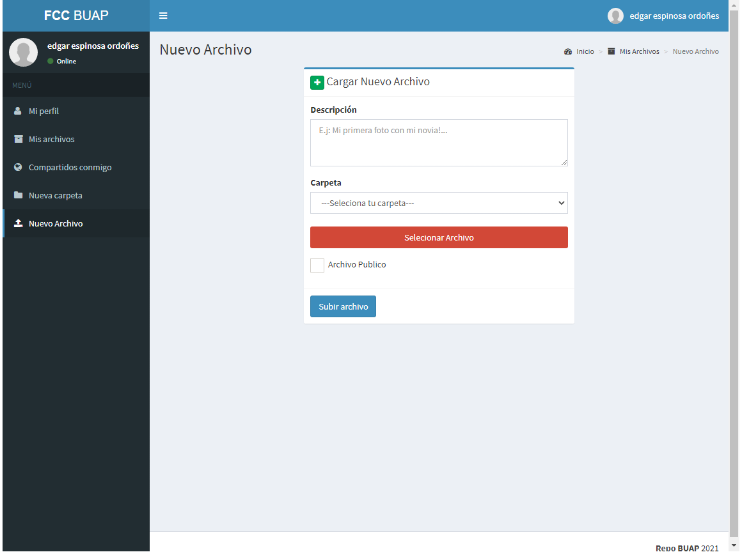 FCC BUAP
edgar espinosa ordoñes
edgar espinosa ordoñes
Online
MENÚ
Mi perfil
Mis archivos
Compartidos conmigo
Nueva carpeta
Nuevo Archivo
Nuevo Archivo
Inicio > Mis Archivos > Nuevo Archivo
Cargar Nuevo Archivo
Descripción
E.j: Mi primera foto con mi novia!....
Carpeta
---Seleciona tu carpeta---
Selecionar Archivo
Archivo Publico
Subir archivo
Repo BUAP 2021